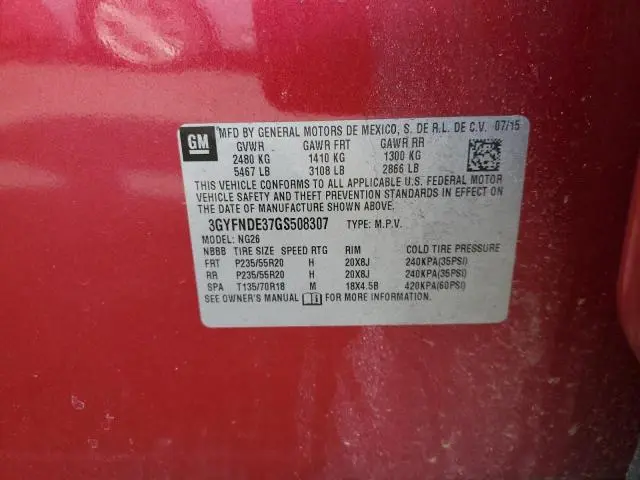 GM
MFD BY GENERAL MOTORS DE MEXICO, S. DE R.L. DE C.V. 07/15
GVWR GAWR FRT GAWR RR
2480 KG 1410 KG 1300 KG
5467 LB 3108 LB 2866 LB
THIS VEHICLE CONFORMS TO ALL APPLICABLE U.S. FEDERAL MOTOR
VEHICLE SAFETY AND THEFT PREVENTION STANDARDS IN EFFECT ON
THE DATE OF MANUFACTURE SHOWN ABOVE.
3GYFNDE37GS508307 TYPE: M.P.V.
MODEL: NG26
NBBB TIRE SIZE SPEED RTG RIM COLD TIRE PRESSURE
FRT P235/55R20 H 20X8J 240KPA(35PSI)
RR P235/55R20 H 20X8J 240KPA(35PSI)
SPA T135/70R18 M 18X4.5B 420KPA(60PSI)
SEE OWNER'S MANUAL FOR MORE INFORMATION.